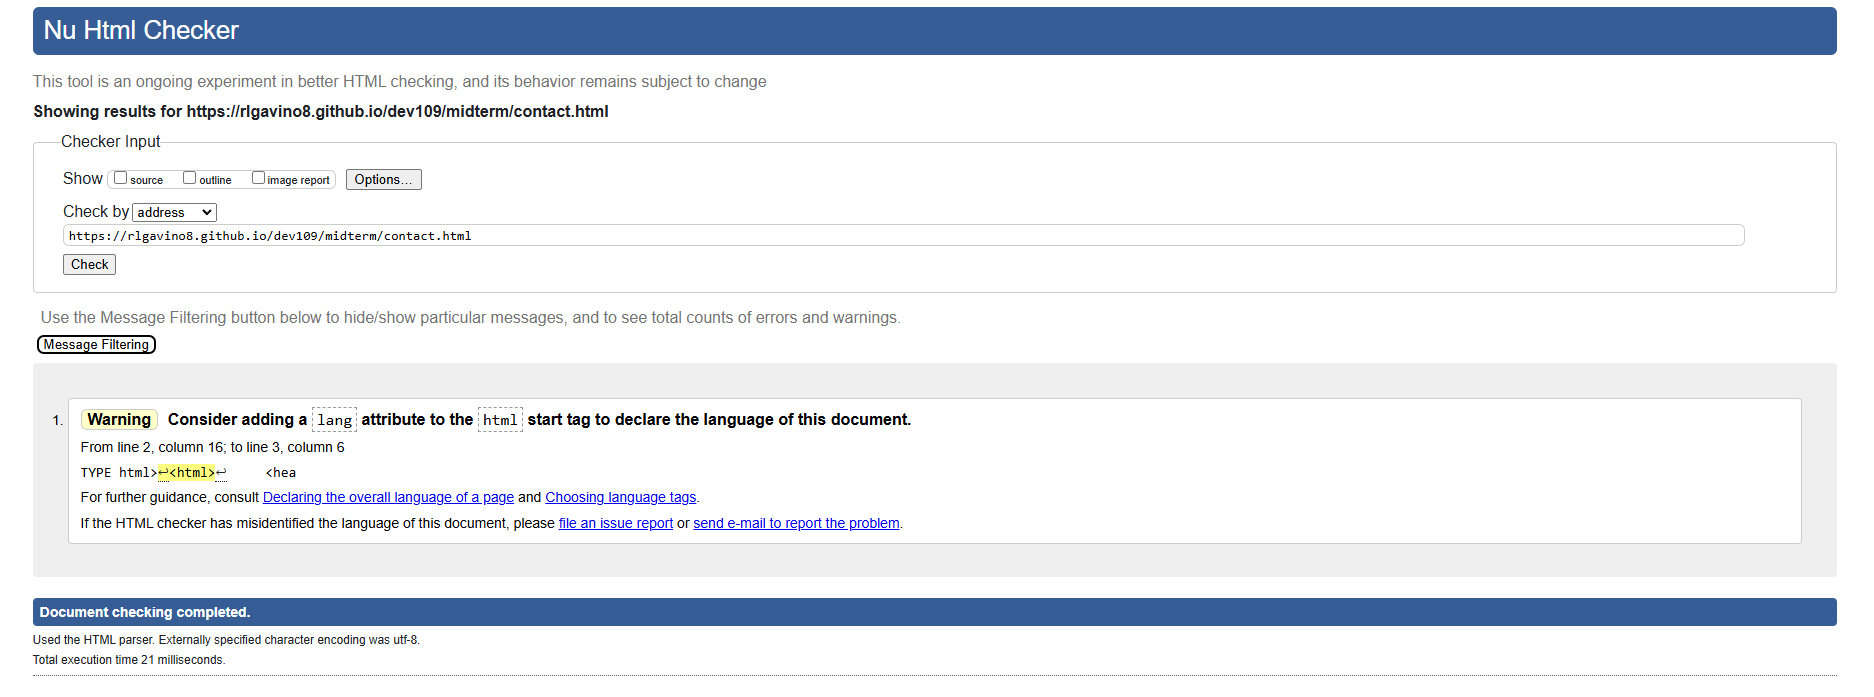 Nu Html Checker
This tool is an ongoing experiment in better HTML checking, and its behavior remains subject to change
Showing results for https://rlgavino8.github.io/dev109/midterm/contact.html
Checker Input
Show source outline image report Options...
Check by address
https://rlgavino8.github.io/dev109/midterm/contact.html
Check
Use the Message Filtering button below to hide/show particular messages, and to see total counts of errors and warnings.
Message Filtering
1. Warning Consider adding a lang attribute to the html start tag to declare the language of this document.
From line 2, column 16; to line 3, column 6
TYPE html>↩<html>↩ <hea
For further guidance, consult Declaring the overall language of a page and Choosing language tags.
If the HTML checker has misidentified the language of this document, please file an issue report or send e-mail to report the problem.
Document checking completed.
Used the HTML parser. Externally specified character encoding was utf-8.
Total execution time 21 milliseconds.